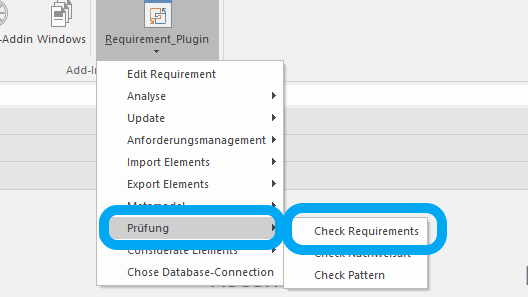 -Addin Windows
Requirement_Plugin
Add-In
Edit Requirement
Analyse
Update
Anforderungsmanagement
Import Elements
Export Elements
Metamodel
Prüfung
Considerate Elements
Chose Database-Connection
Check Requirements
Check Nachweisart
Check Pattern